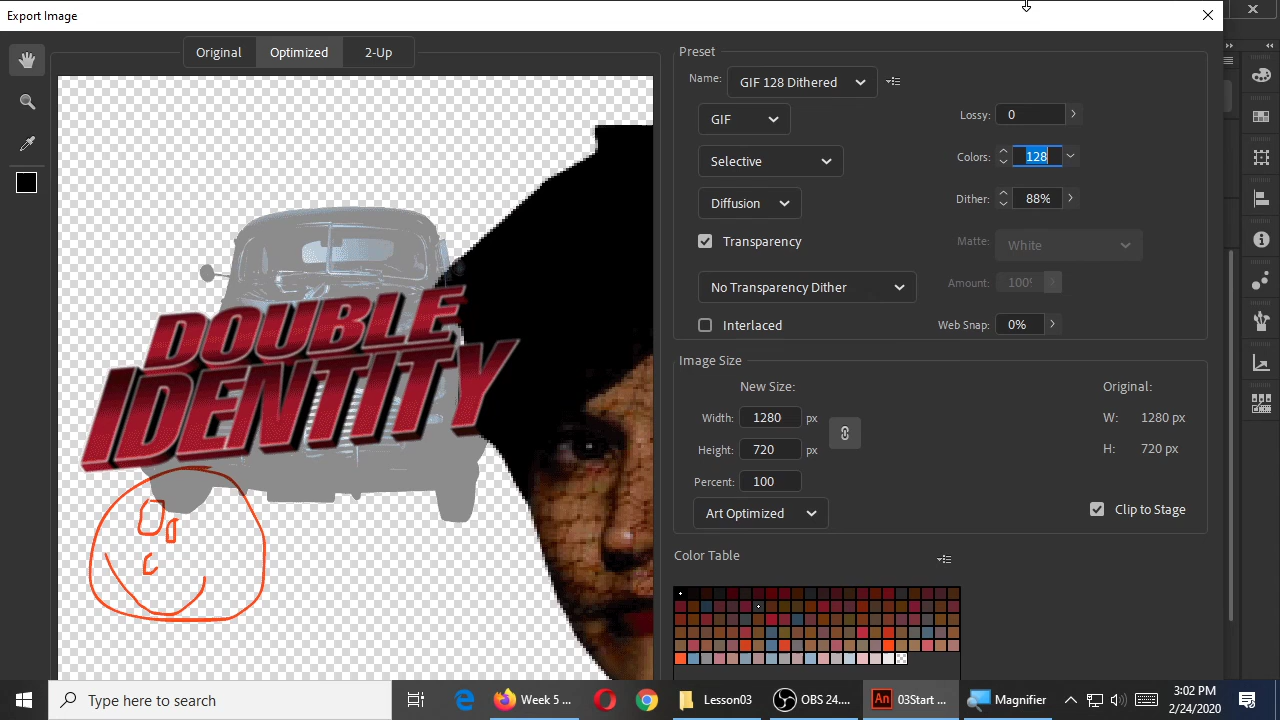 Export Image
Original
Optimized
2-Up
DOUBLE
IDENTITY
Preset
Name: GIF 128 Dithered
GIF
Lossy: 0
Selective
Colors: 128
Diffusion
Dither: 88%
Transparency
Matte: White
No Transparency Dither
Amount: 100%
Interlaced
Web Snap: 0%
Image Size
New Size:
Original:
Width: 1280 px
W: 1280 px
Height: 720 px
H: 720 px
Percent: 100
Art Optimized
Clip to Stage
Color Table
Type here to search
Week 5 ...
Lesson03
OBS 24....
An
03Start ...
Magnifier
3:02 PM
2/24/2020